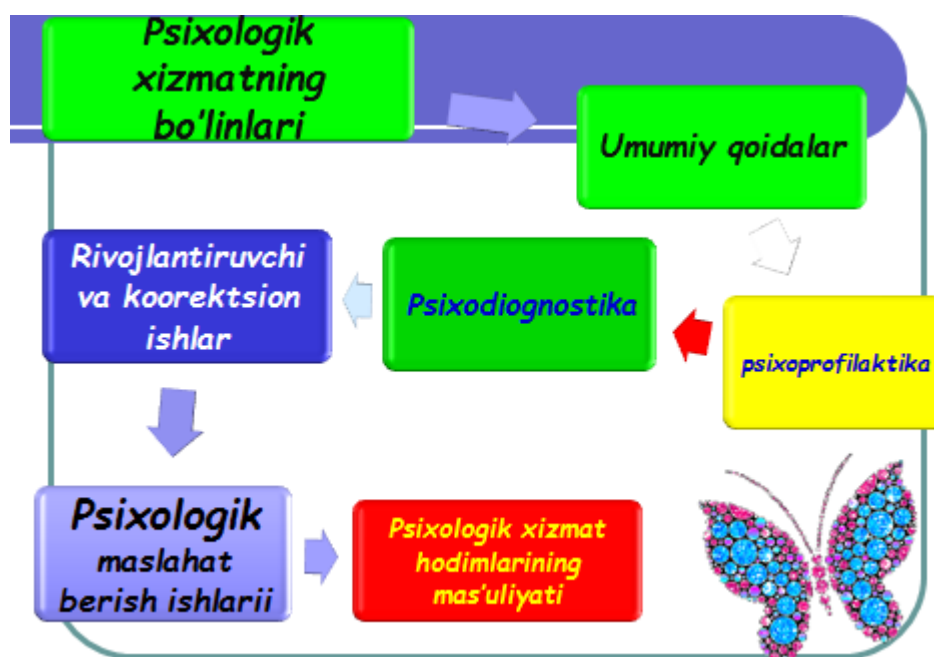 Psixologik
xizmatning
bo'linlari
Umumiy qoidalar
psixoprofilaktika
Psixodiognostika
Rivojlantiruvchi
va koorektsion
ishlar
Psixologik
maslahat
berish ishlarii
Psixologik xizmat
hodimlarining
mas'uliyati